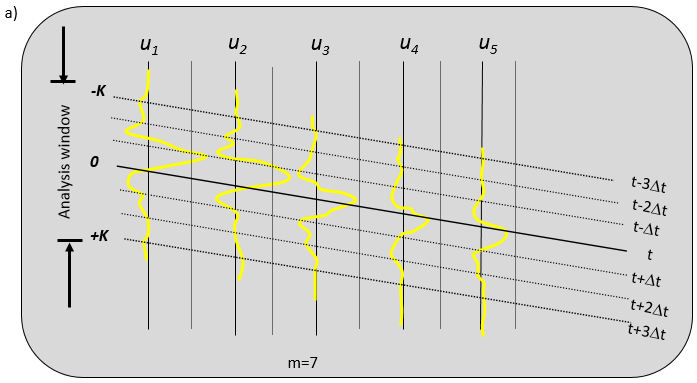 a)
u1 u2 u3 u4 u5
Analysis window
-K
0
+K
t-3Δt
t-2Δt
t-Δt
t
t+Δt
t+2Δt
t+3Δt
m=7